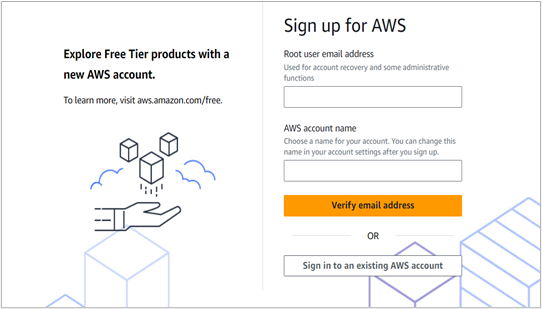 Explore Free Tier products with a
new AWS account.
To learn more, visit aws.amazon.com/free.
Sign up for AWS
Root user email address
Used for account recovery and some administrative
functions
AWS account name
Choose a name for your account. You can change this
name in your account settings after you sign up.
Verify email address
OR
Sign in to an existing AWS account